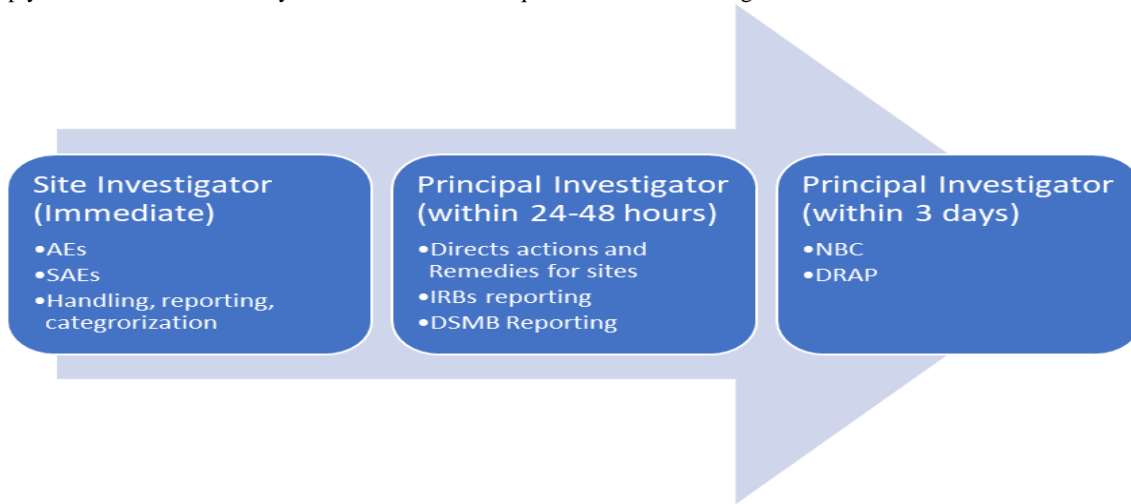 Site Investigator
(Immediate)
•AEs
•SAEs
•Handling, reporting,
categrorization
Principal Investigator
(within 24-48 hours)
•Directs actions and
Remedies for sites
•IRBs reporting
•DSMB Reporting
Principal Investigator
(within 3 days)
•NBC
•DRAP